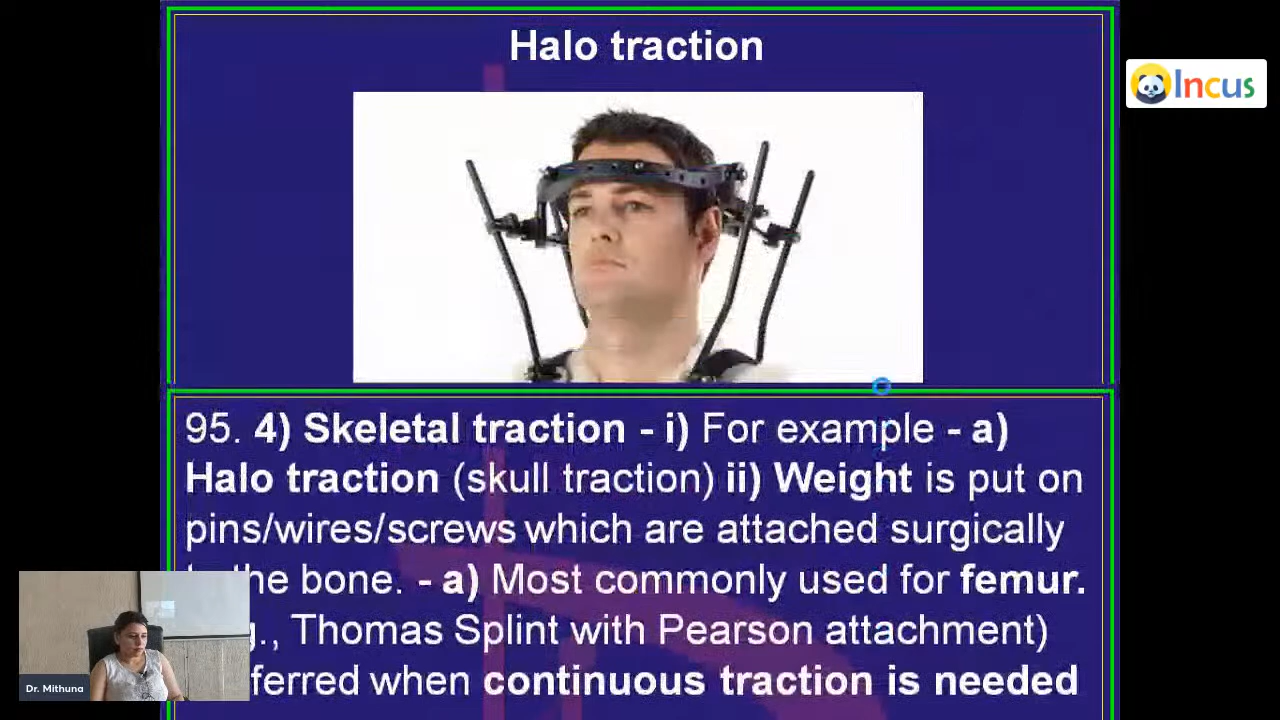 Halo traction
Incus
95. 4) Skeletal traction - i) For example - a)
Halo traction (skull traction) ii) Weight is put on
pins/wires/screws which are attached surgically
the bone. - a) Most commonly used for femur.
Thomas Splint with Pearson attachment)
when continuous traction is needed
Dr. Mithuna